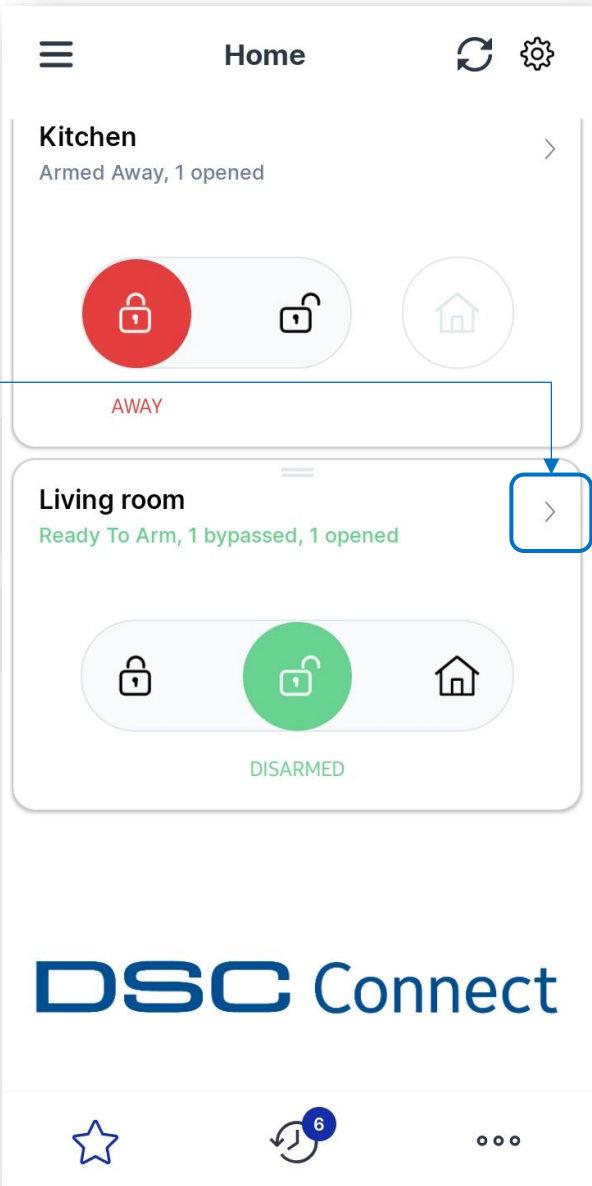 Home
Kitchen
Armed Away, 1 opened
AWAY
Living room
Ready To Arm, 1 bypassed, 1 opened
DISARMED
DSC Connect
6